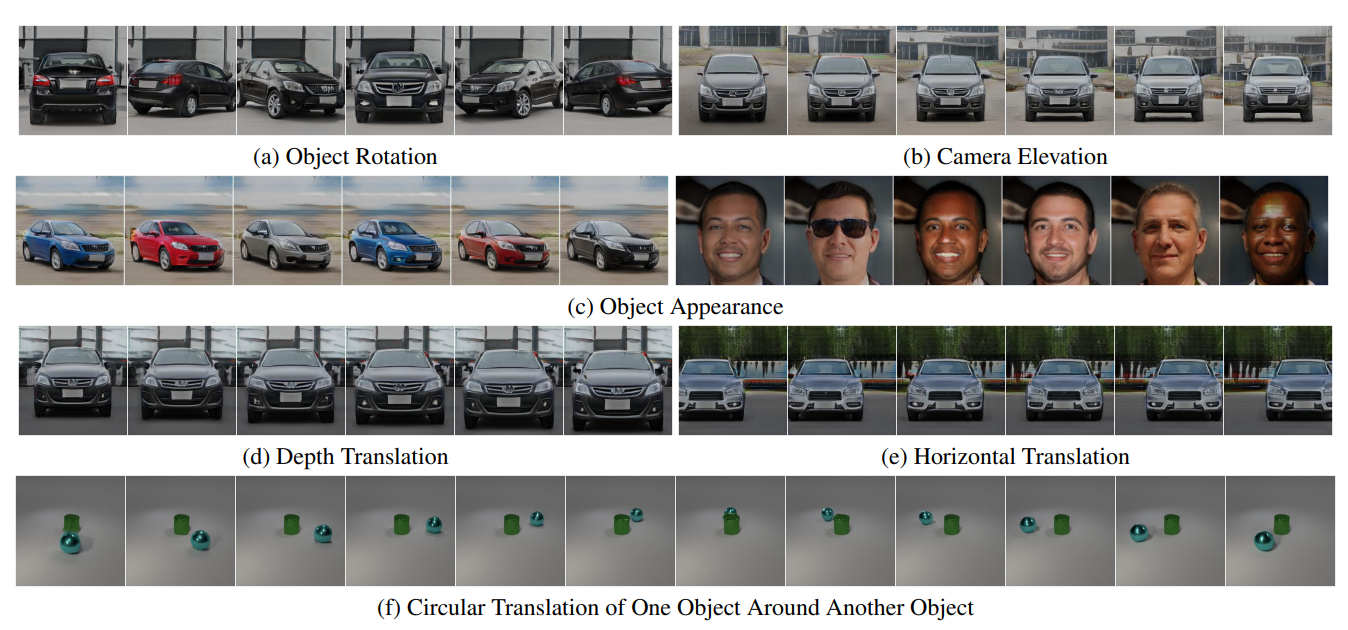 (a) Object Rotation
(b) Camera Elevation
(c) Object Appearance
(d) Depth Translation
(e) Horizontal Translation
(f) Circular Translation of One Object Around Another Object